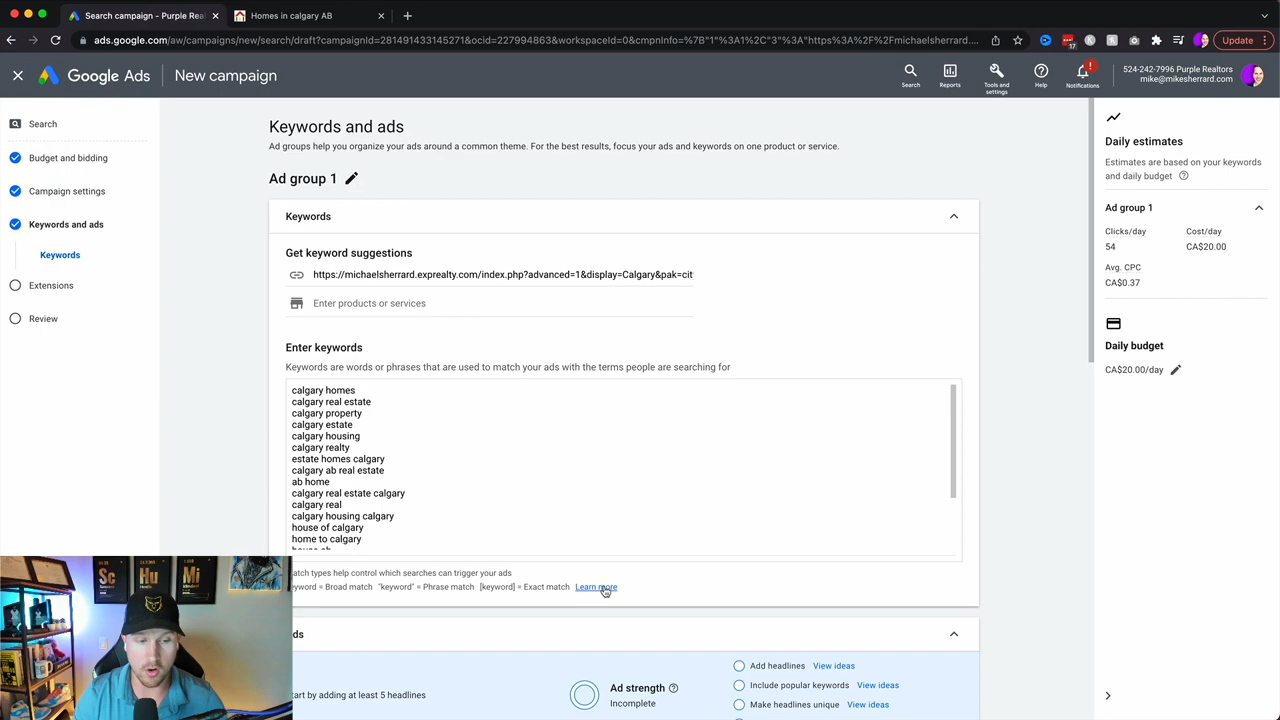 Search campaign - Purple Rea
Homes in calgary AB
ads.google.com/aw/campaigns/new/search/draft?campaignId=281491433145271&ocid=227994863&workspaceId=0&cmpnInfo=%7B"1"%3A1%2C"3"%3A"https%3A%2F%2Fmichaelsherrard....
17
K
Update
Google Ads
New campaign
Search
Reports
Tools and settings
Help
Notifications
524-242-7996 Purple Realtors
mike@mikesherrard.com
Search
Budget and bidding
Campaign settings
Keywords and ads
Keywords
Extensions
Review
Keywords and ads
Ad groups help you organize your ads around a common theme. For the best results, focus your ads and keywords on one product or service.
Ad group 1
Keywords
Get keyword suggestions
https://michaelsherrard.exprealty.com/index.php?advanced=1&display=Calgary&pak=cit
Enter products or services
Enter keywords
Keywords are words or phrases that are used to match your ads with the terms people are searching for
calgary homes
calgary real estate
calgary property
calgary estate
calgary housing
calgary realty
estate homes calgary
calgary ab real estate
ab home
calgary real estate calgary
calgary real
calgary housing calgary
house of calgary
home to calgary
house ab
atch types help control which searches can trigger your ads
eyword = Broad match "keyword" = Phrase match [keyword] = Exact match Learn more
ds
tart by adding at least 5 headlines
Ad strength
Incomplete
Add headlines View ideas
Include popular keywords View ideas
Make headlines unique View ideas
Daily estimates
Estimates are based on your keywords
and daily budget
Ad group 1
Clicks/day
Cost/day
54
CA$20.00
Avg. CPC
CA$0.37
Daily budget
CA$20.00/day
Sc
Hu
Mi